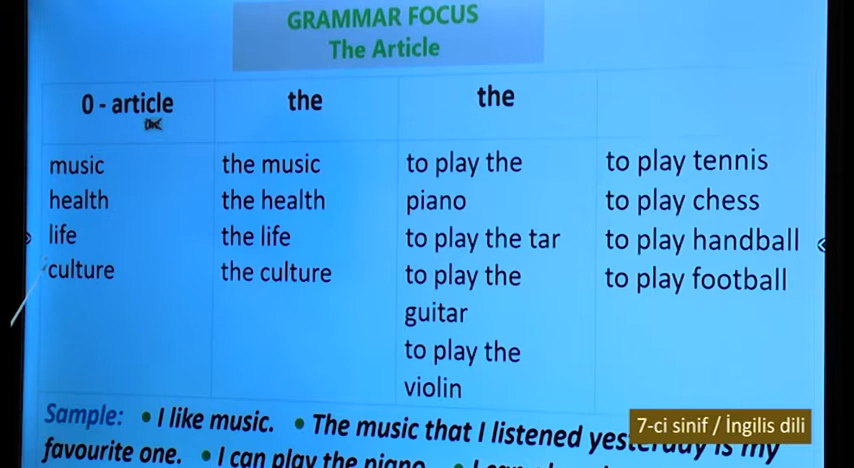 GRAMMAR FOCUS
The Article
0 - article
the
the
music
health
life
culture
the music
the health
the life
the culture
to play the
piano
to play the tar
to play the
guitar
to play the
violin
to play tennis
to play chess
to play handball
to play football
Sample: • I like music. • The music that I listened yesterday is my
favourite one. • I can play the piano. • I
7-ci sinif / İngilis dili